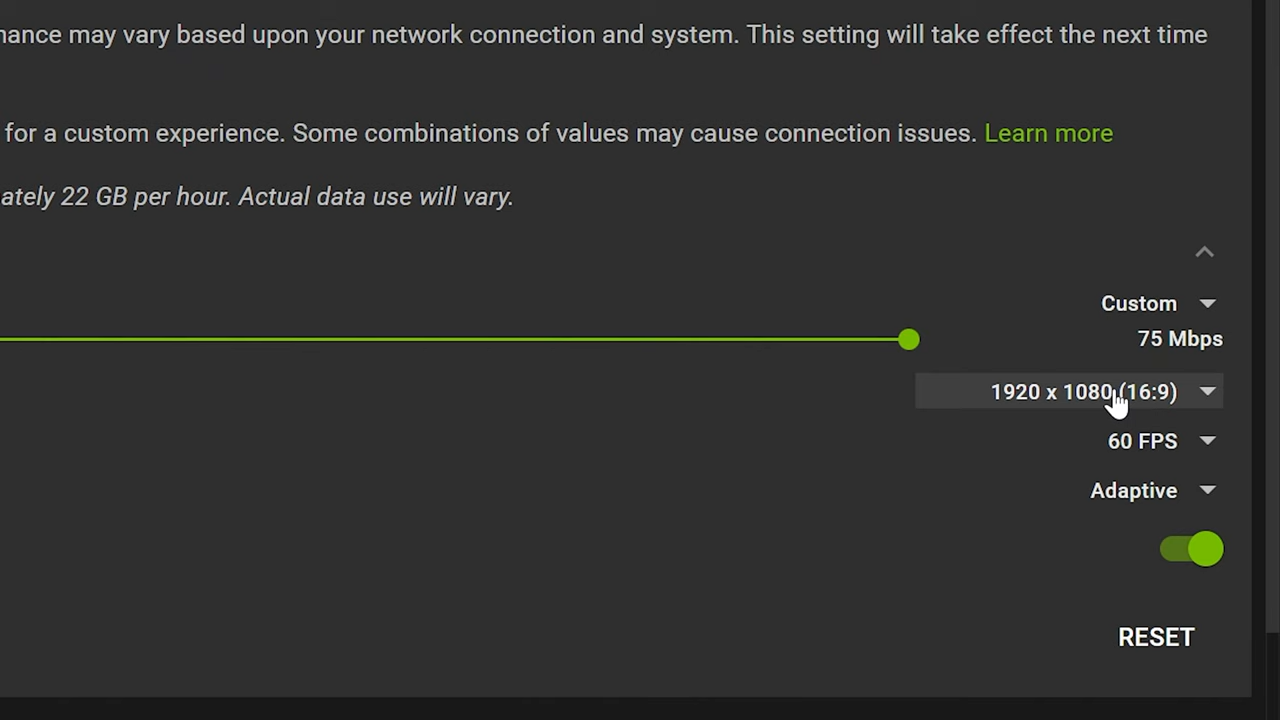 may vary based upon your network connection and system. This setting will take effect the next time
for a custom experience. Some combinations of values may cause connection issues. Learn more
22 GB per hour. Actual data use will vary.
Custom
75 Mbps
1920 x 1080 (16:9)
60 FPS
Adaptive
RESET